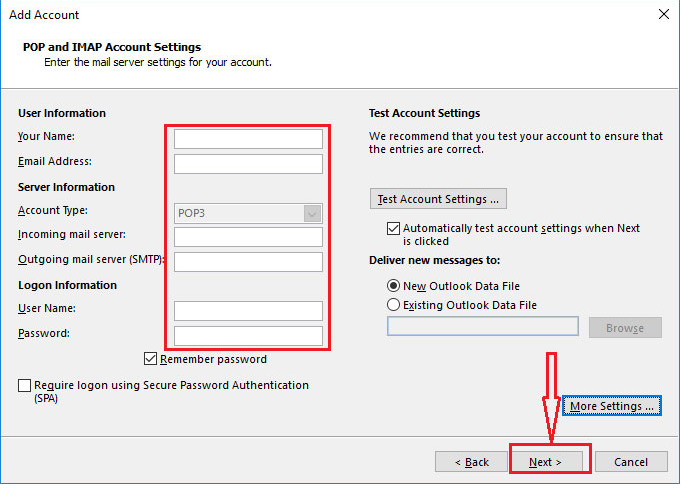 Add Account
POP and IMAP Account Settings
Enter the mail server settings for your account.
User Information
Your Name:
Email Address:
Server Information
Account Type:
POP3
Incoming mail server:
Outgoing mail server (SMTP):
Logon Information
User Name:
Password:
Remember password
Require logon using Secure Password Authentication
(SPA)
Test Account Settings
We recommend that you test your account to ensure that
the entries are correct.
Test Account Settings ...
Automatically test account settings when Next
is clicked
Deliver new messages to:
New Outlook Data File
Existing Outlook Data File
Browse
More Settings ...
< Back
Next >
Cancel